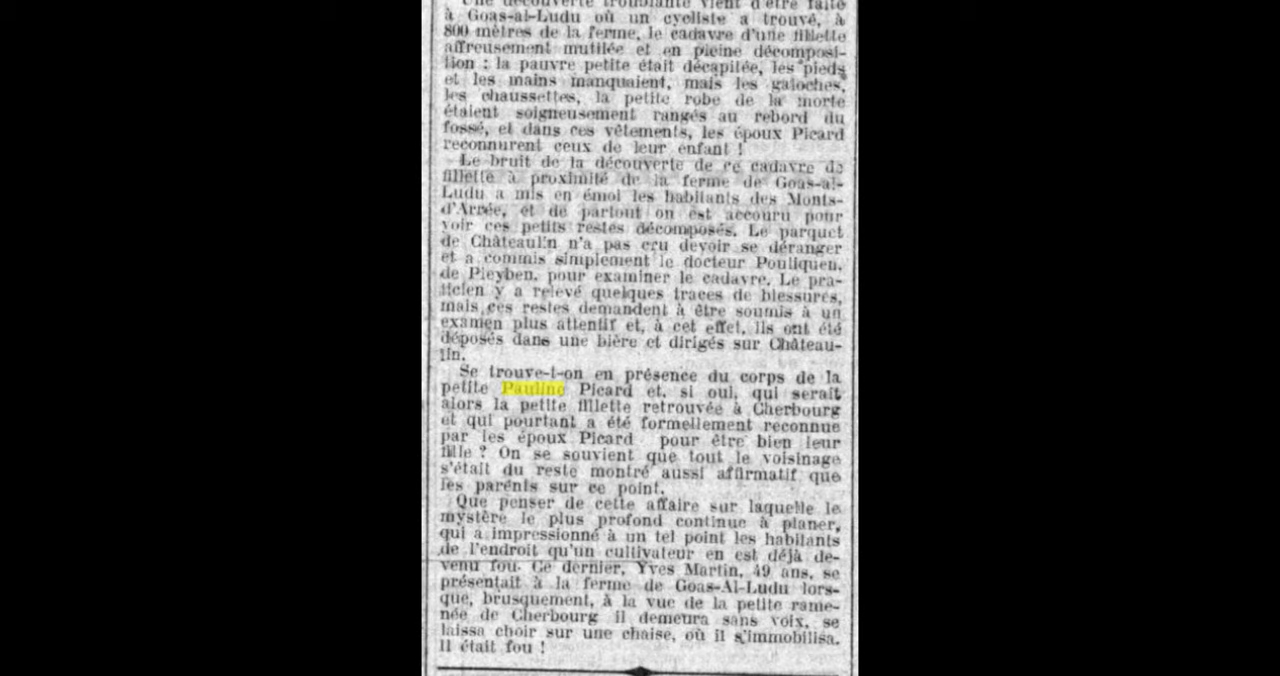 Une découverte troublante vient d'être faite
à Goas-al-Ludu où un cycliste a trouvé, à
800 mètres de la ferme, le cadavre d'une fillette
affreusement mutilée et en pleine décomposi-
tion : la pauvre petite était décapitée, les pieds
et les mains manquaient, mais les galoches,
les chaussettes, la petite robe de la morte
étaient soigneusement rangés au rebord du
fossé, et dans ces vêtements, les époux Picard
reconnurent ceux de leur enfant !
Le bruit de la découverte de ce cadavre de
fillette à proximité de la ferme de Goas-al-
Ludu a mis en émoi les habitants des Monts-
d'Arrée, et de partout on est accouru pour
voir ces petits restes décomposés. Le parquet
de Châteaulin n'a pas cru devoir se déranger
et a commis simplement le docteur Pouliquen,
de Pleyben, pour examiner le cadavre. Le pra-
ticien y a relevé quelques traces de blessures,
mais ces restes demandent à être soumis à un
examen plus attentif et, à cet effet, ils ont été
déposés dans une bière et dirigés sur Château-
lin.
Se trouve-t-on en présence du corps de la
petite Pauline Picard et, si oui, qui serait
alors la petite fillette retrouvée à Cherbourg
et qui pourtant a été formellement reconnue
par les époux Picard pour être bien leur
fille ? On se souvient que tout le voisinage
s'était du reste montré aussi affirmatif que
les parents sur ce point.
Que penser de cette affaire sur laquelle le
mystère le plus profond continue à planer,
qui a impressionné à un tel point les habitants
de l'endroit qu'un cultivateur en est déjà de-
venu fou. Ce dernier, Yves Martin, 49 ans, se
présentait à la ferme de Goas-Al-Ludu lors-
que, brusquement, à la vue de la petite rame-
née de Cherbourg il demeura sans voix, se
laissa choir sur une chaise, où il s'immobilisa.
Il était fou !